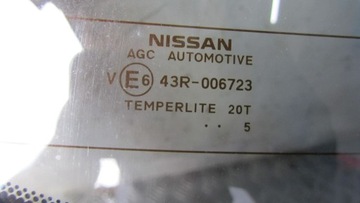 NISSAN
AGC AUTOMOTIVE
V E6 43R-006723
TEMPERLITE 20T
·· 5